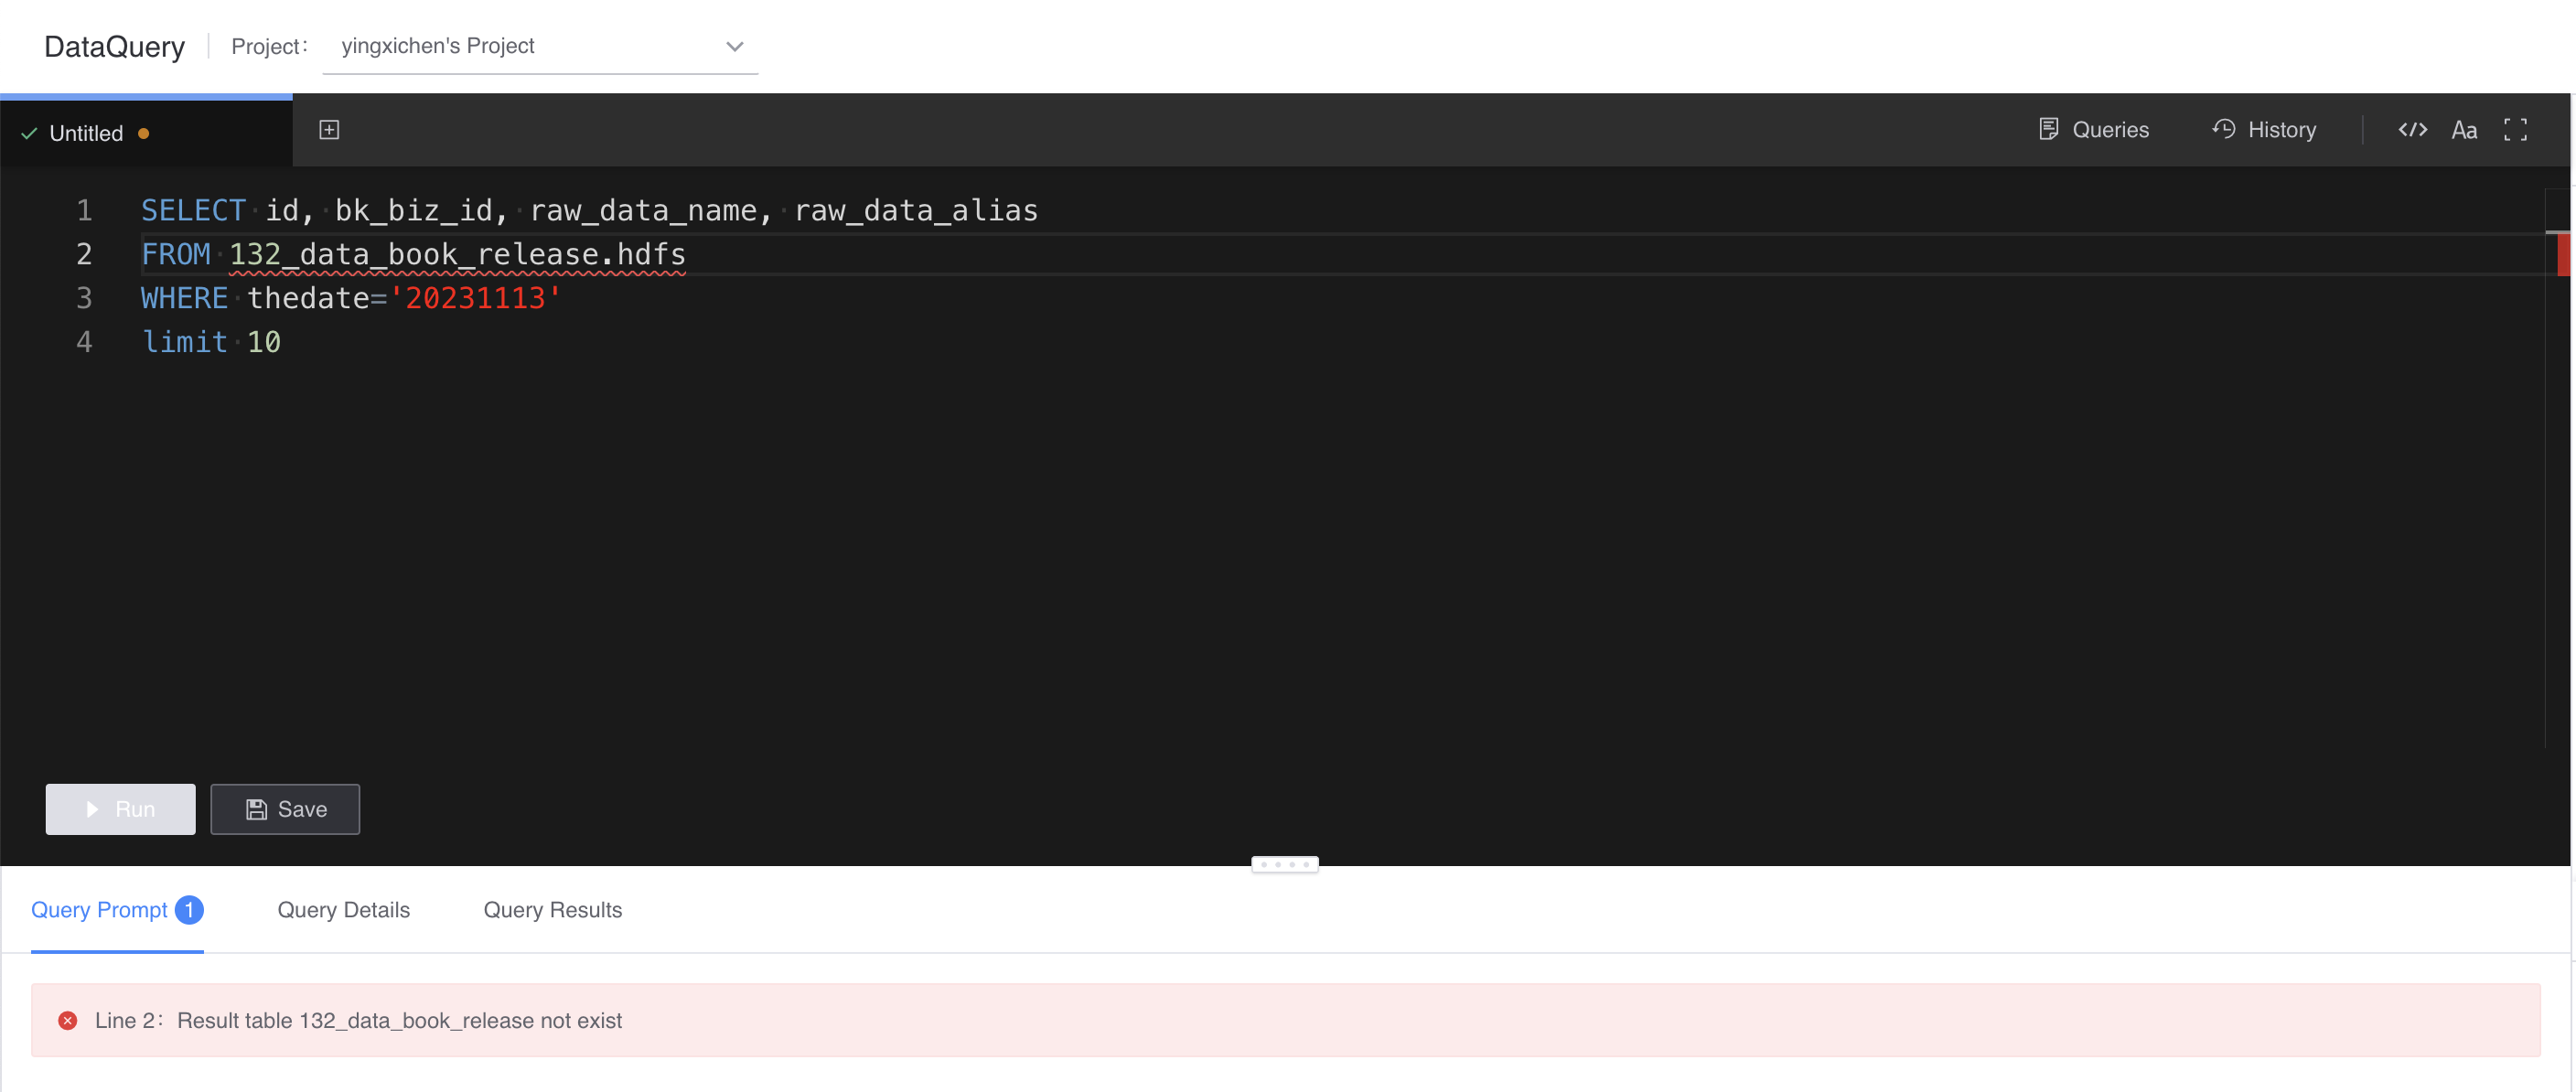 DataQuery Project: yingxichen's Project
Untitled Queries History </> Aa
1 SELECT id, bk_biz_id, raw_data_name, raw_data_alias
2 FROM 132_data_book_release.hdfs
3 WHERE thedate='20231113'
4 limit 10
Run Save
Query Prompt 1 Query Details Query Results
Line 2: Result table 132_data_book_release not exist